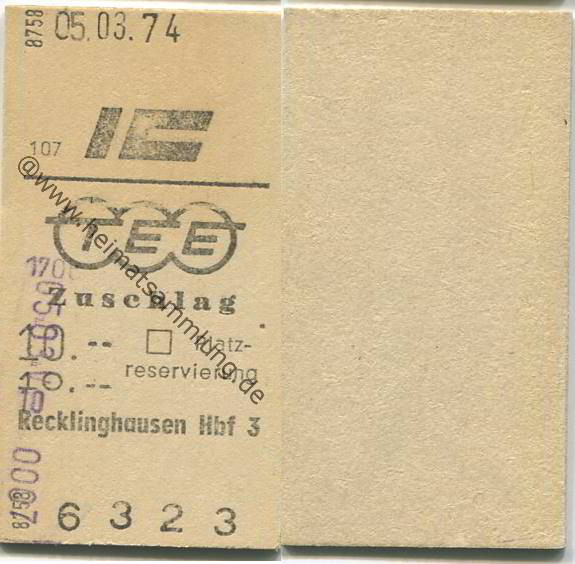 8758
05.03.74
IC
107
TEE
Zuschlag
10.-- Platz-
10.-- reservierung
Recklinghausen Hbf 3
6323
8758
@www.heimatsammlung.de